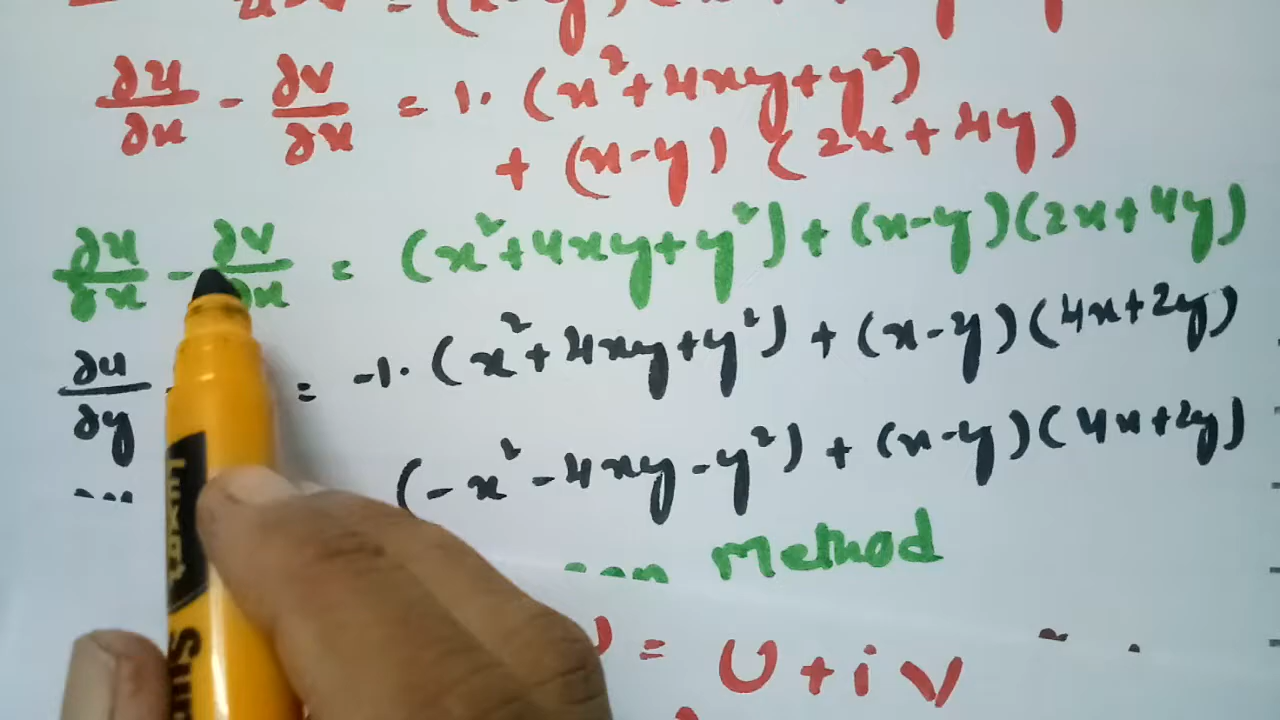 ∂u/∂x - ∂v/∂x = 1. (x² + 4xy + y²)
+ (x-y) (2x + 4y)
∂u/∂x - ∂v/∂x = (x² + 4xy + y²) + (x-y)(2x + 4y)
∂u/∂y = -1. (x² + 4xy + y²) + (x-y)(4x + 2y)
(-x² - 4xy - y²) + (x-y)(4x + 2y)
Method
= U + iV